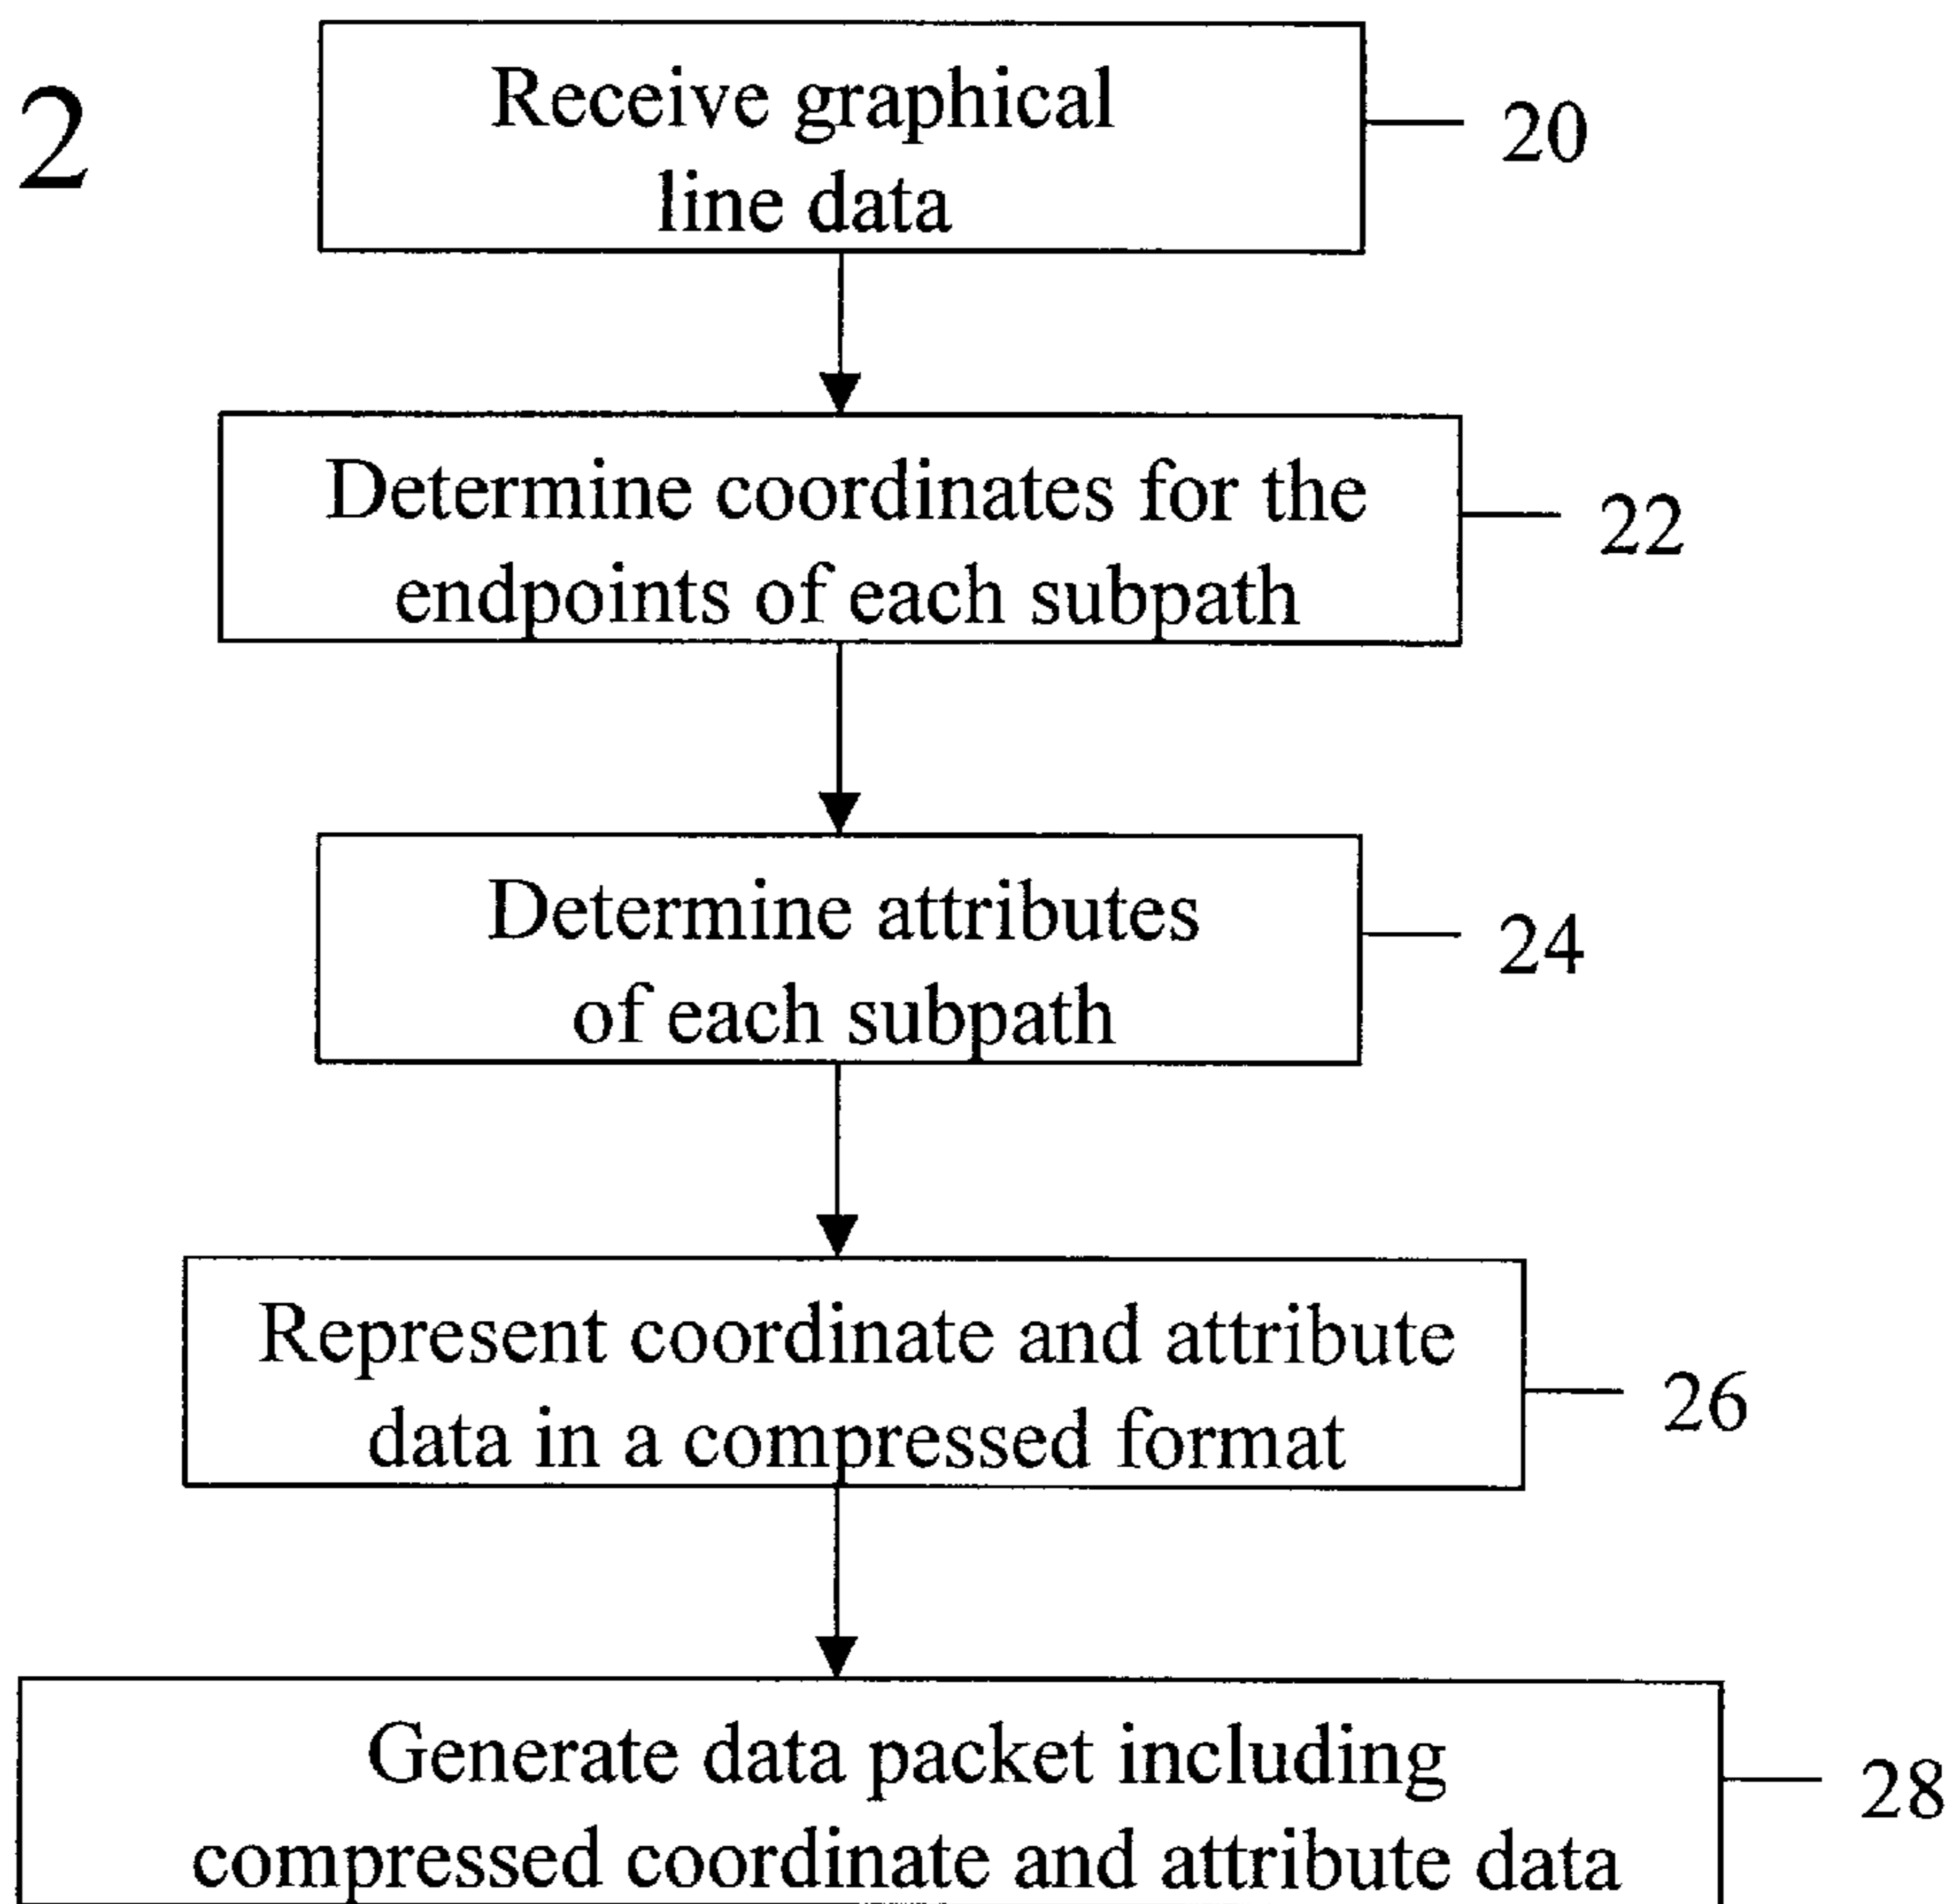 2
Receive graphical
line data
20
Determine coordinates for the
endpoints of each subpath
22
Determine attributes
of each subpath
24
Represent coordinate and attribute
data in a compressed format
26
Generate data packet including
compressed coordinate and attribute data
28